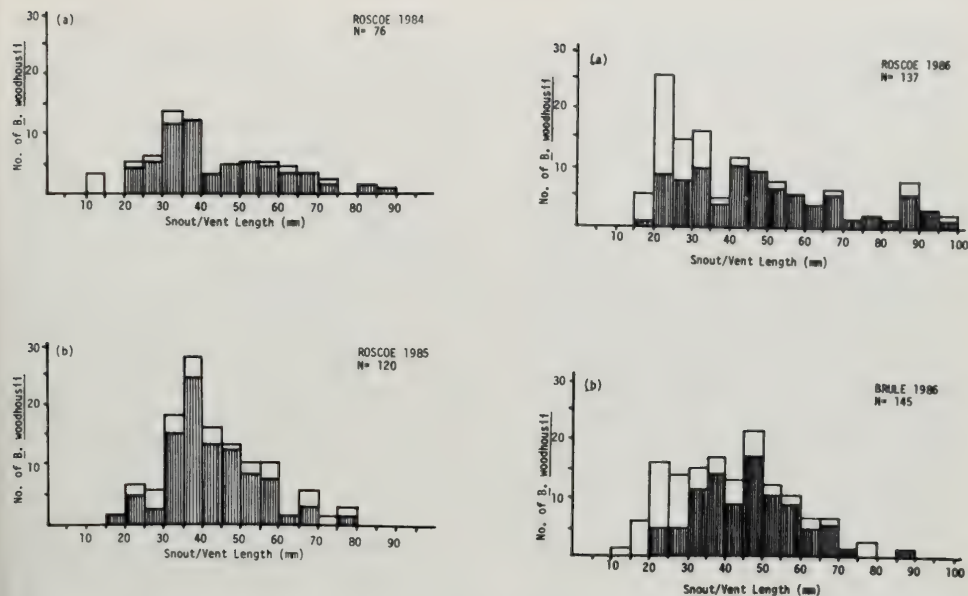 (a)
ROSCOE 1984
N= 76
No. of B. woodhousii
30
20
10
10 20 30 40 50 60 70 80 90
Snout/Vent Length (mm)
(b)
ROSCOE 1985
N= 120
No. of B. woodhousii
30
20
10
10 20 30 40 50 60 70 80 90
Snout/Vent Length (mm)
(a)
ROSCOE 1986
N= 137
No. of B. woodhousii
30
20
10
10 20 30 40 50 60 70 80 90 100
Snout/Vent Length (mm)
(b)
BRULE 1986
N= 145
No. of B. woodhousii
30
20
10
10 20 30 40 50 60 70 80 90 100
Snout/Vent Length (mm)